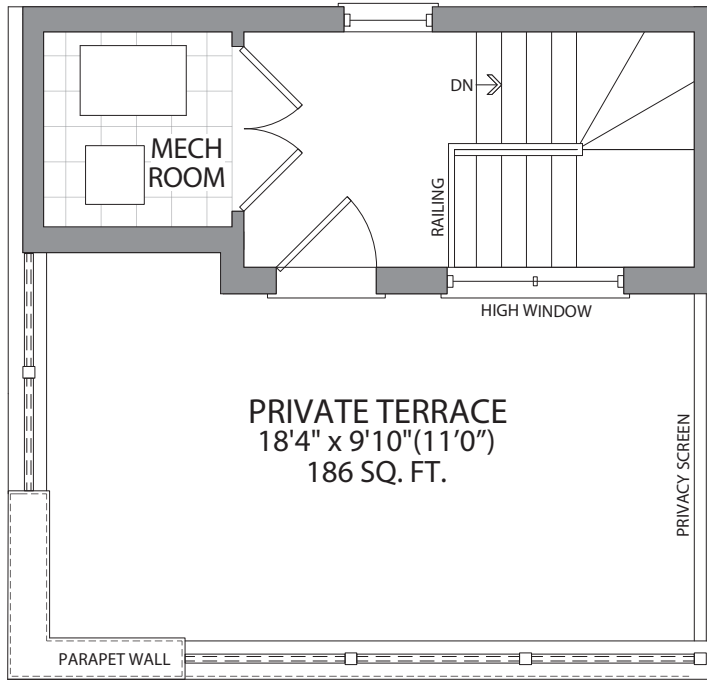 DN
MECH
ROOM
RAILING
HIGH WINDOW
PRIVATE TERRACE
18'4" x 9'10"(11’0”)
186 SQ. FT.
PRIVACY SCREEN
PARAPET WALL